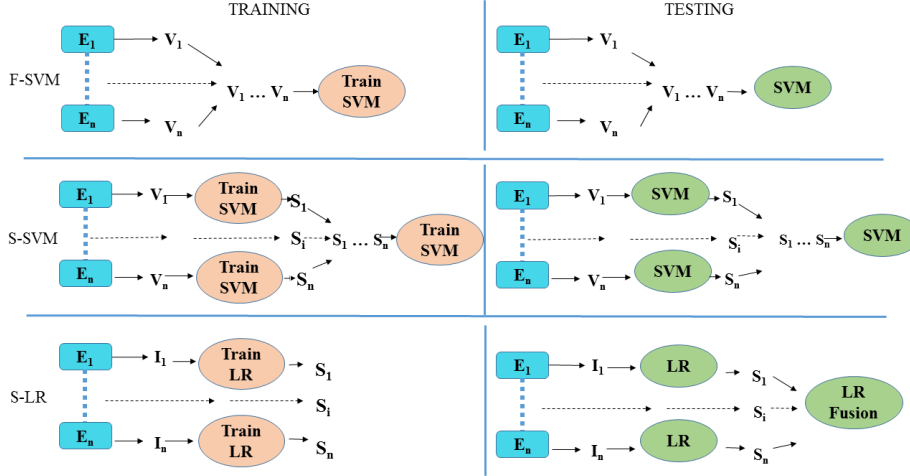 TRAINING TESTING
E1 V1 E1 V1
F-SVM V1 … Vn Train SVM V1 … Vn SVM
En Vn En Vn
E1 V1 Train SVM S1 E1 V1 SVM S1
S-SVM Si S1 … Sn Train SVM Si S1 … Sn SVM
En Vn Train SVM Sn En Vn SVM Sn
E1 I1 Train LR S1 E1 I1 LR S1
S-LR Si Si LR Fusion
En In Train LR Sn En In LR Sn